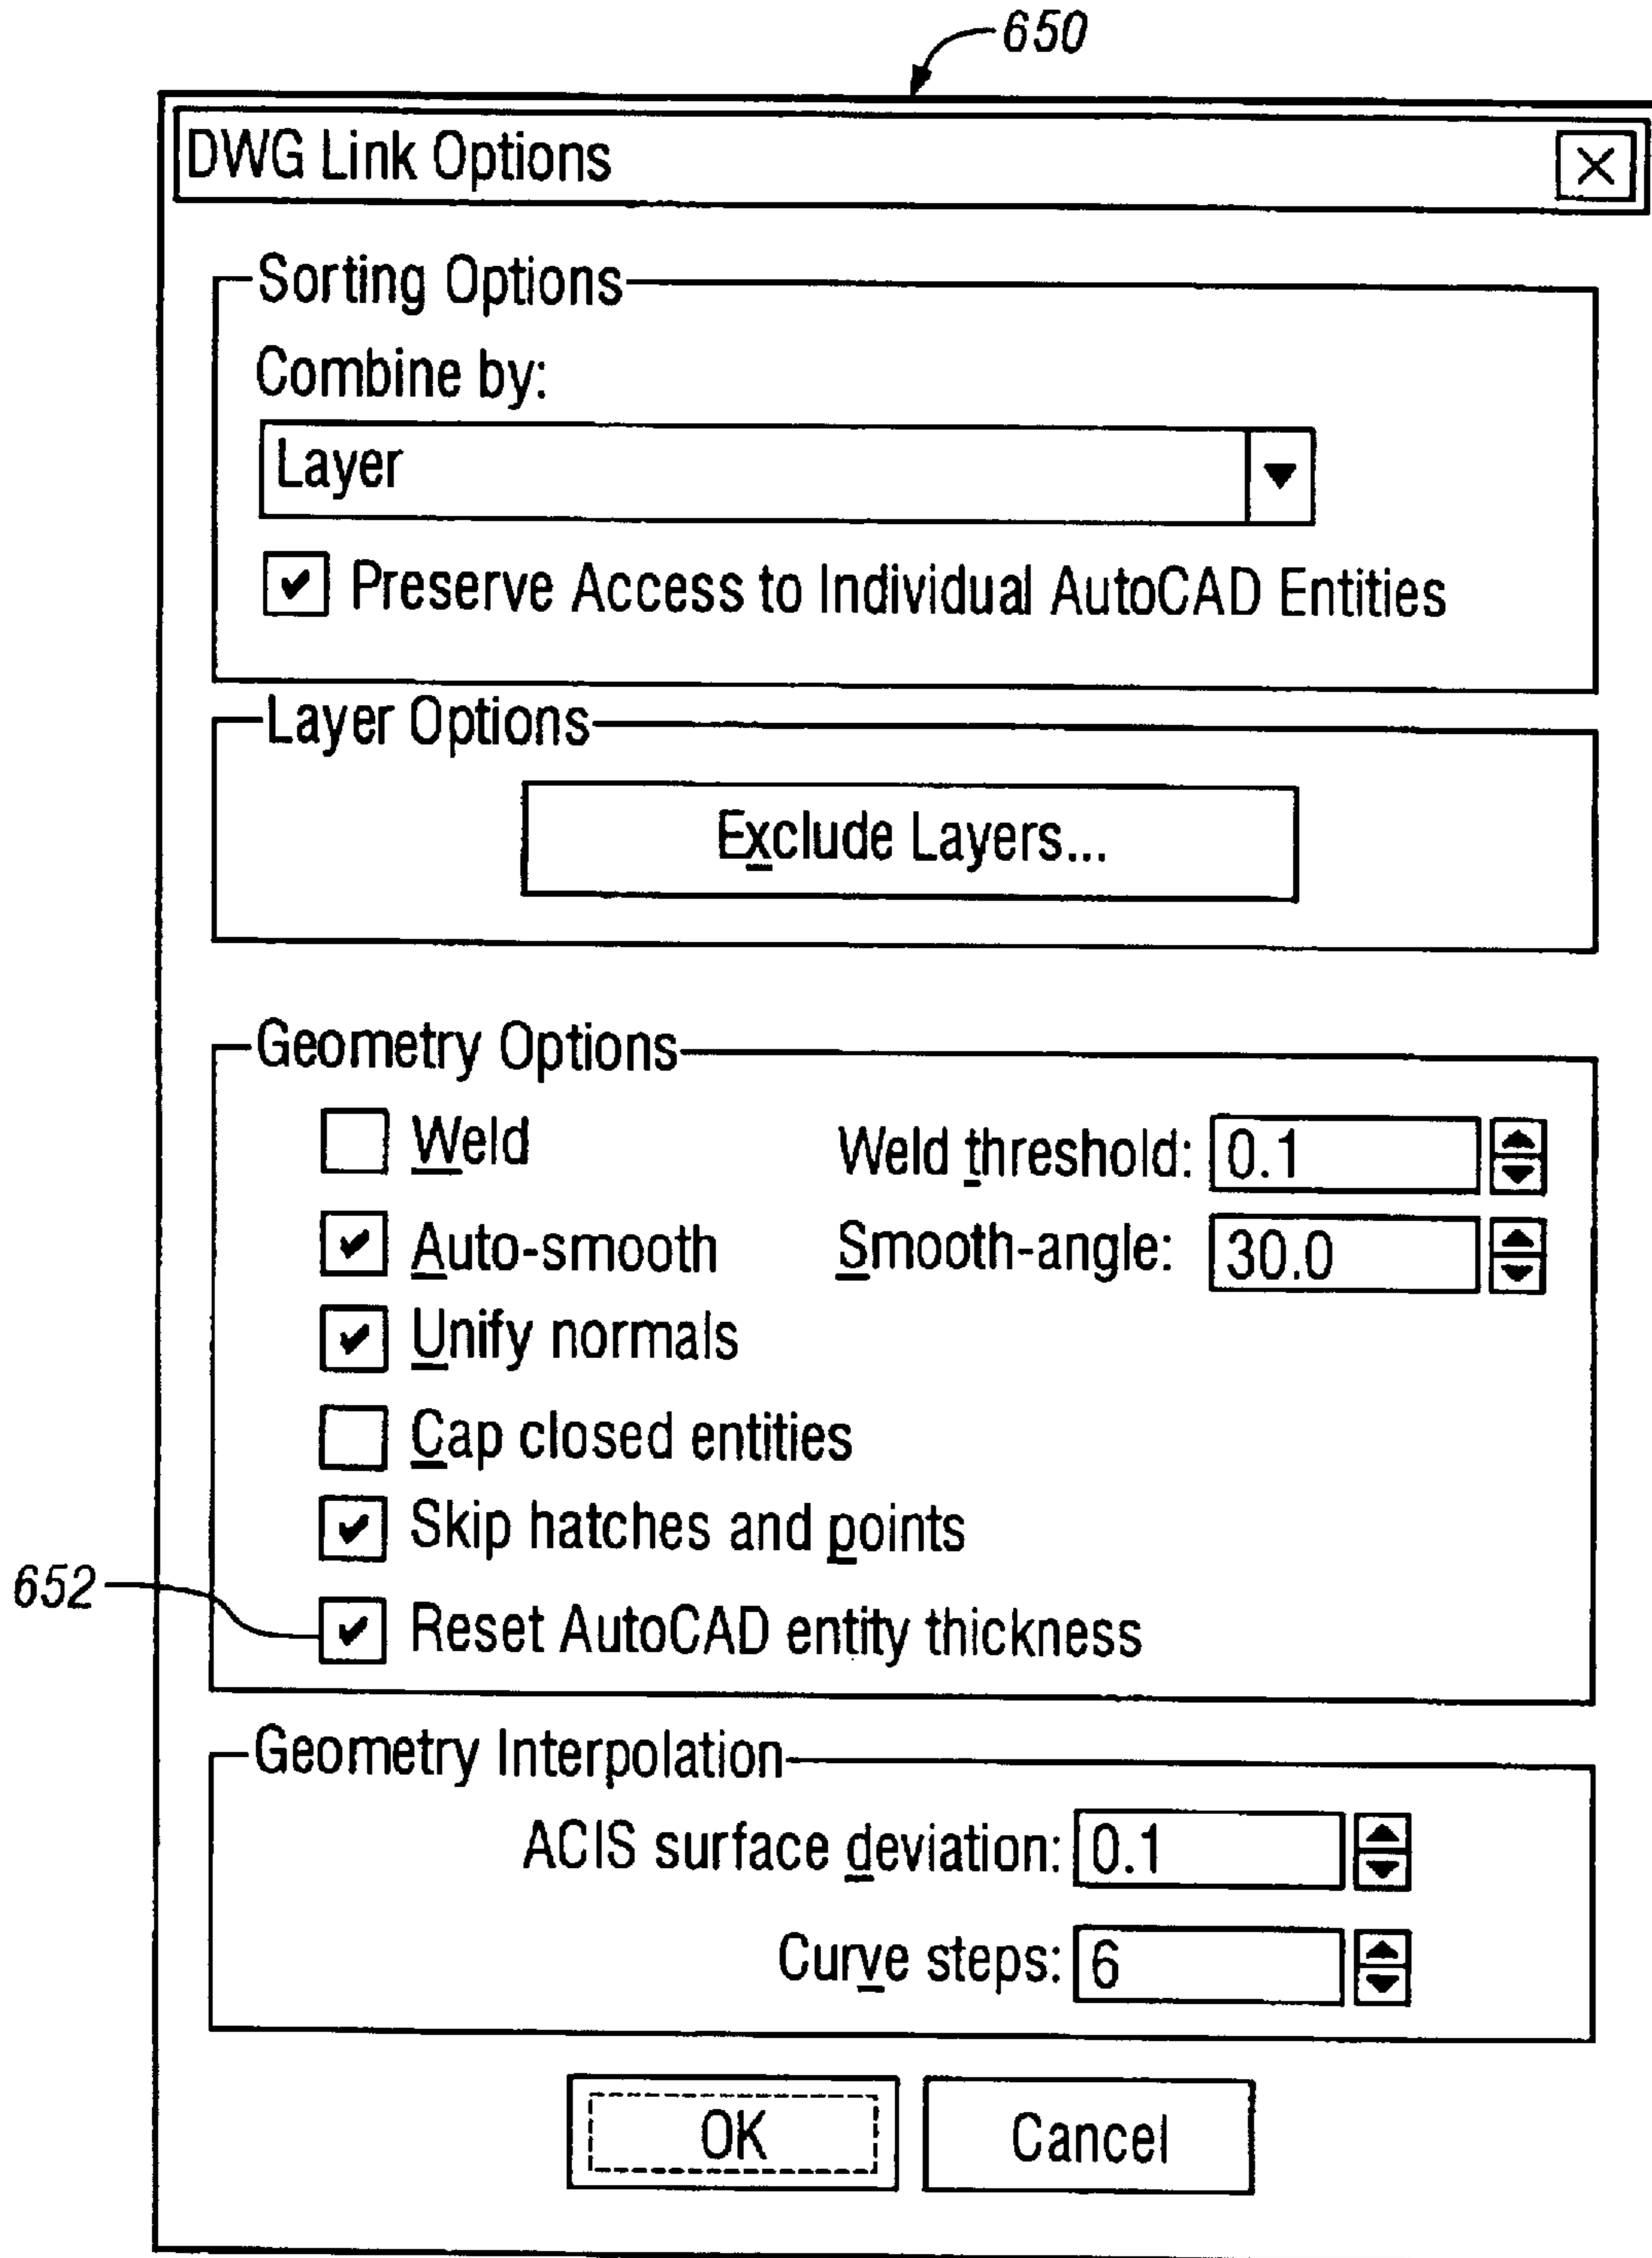 650
DWG Link Options
Sorting Options
Combine by:
Layer
Preserve Access to Individual AutoCAD Entities
Layer Options
Exclude Layers...
Geometry Options
Weld Weld threshold: 0.1
Auto-smooth Smooth-angle: 30.0
Unify normals
Cap closed entities
Skip hatches and points
652 Reset AutoCAD entity thickness
Geometry Interpolation
ACIS surface deviation: 0.1
Curve steps: 6
OK Cancel